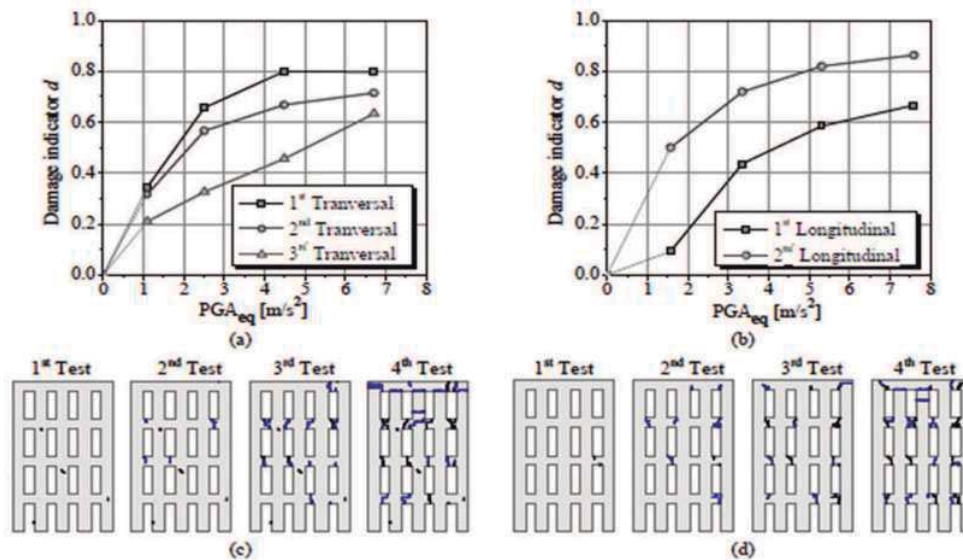 1.0
0.8
0.6
0.4
0.2
0.0
Damage indicator d
1st Tranversal
2nd Tranversal
3rd Tranversal
0 1 2 3 4 5 6 7 8
PGAeq [m/s2]
(a)
1.0
0.8
0.6
0.4
0.2
0.0
Damage indicator d
1st Longitudinal
2nd Longitudinal
0 1 2 3 4 5 6 7 8
PGAeq [m/s2]
(b)
1st Test 2nd Test 3rd Test 4th Test
(c)
1st Test 2nd Test 3rd Test 4th Test
(d)